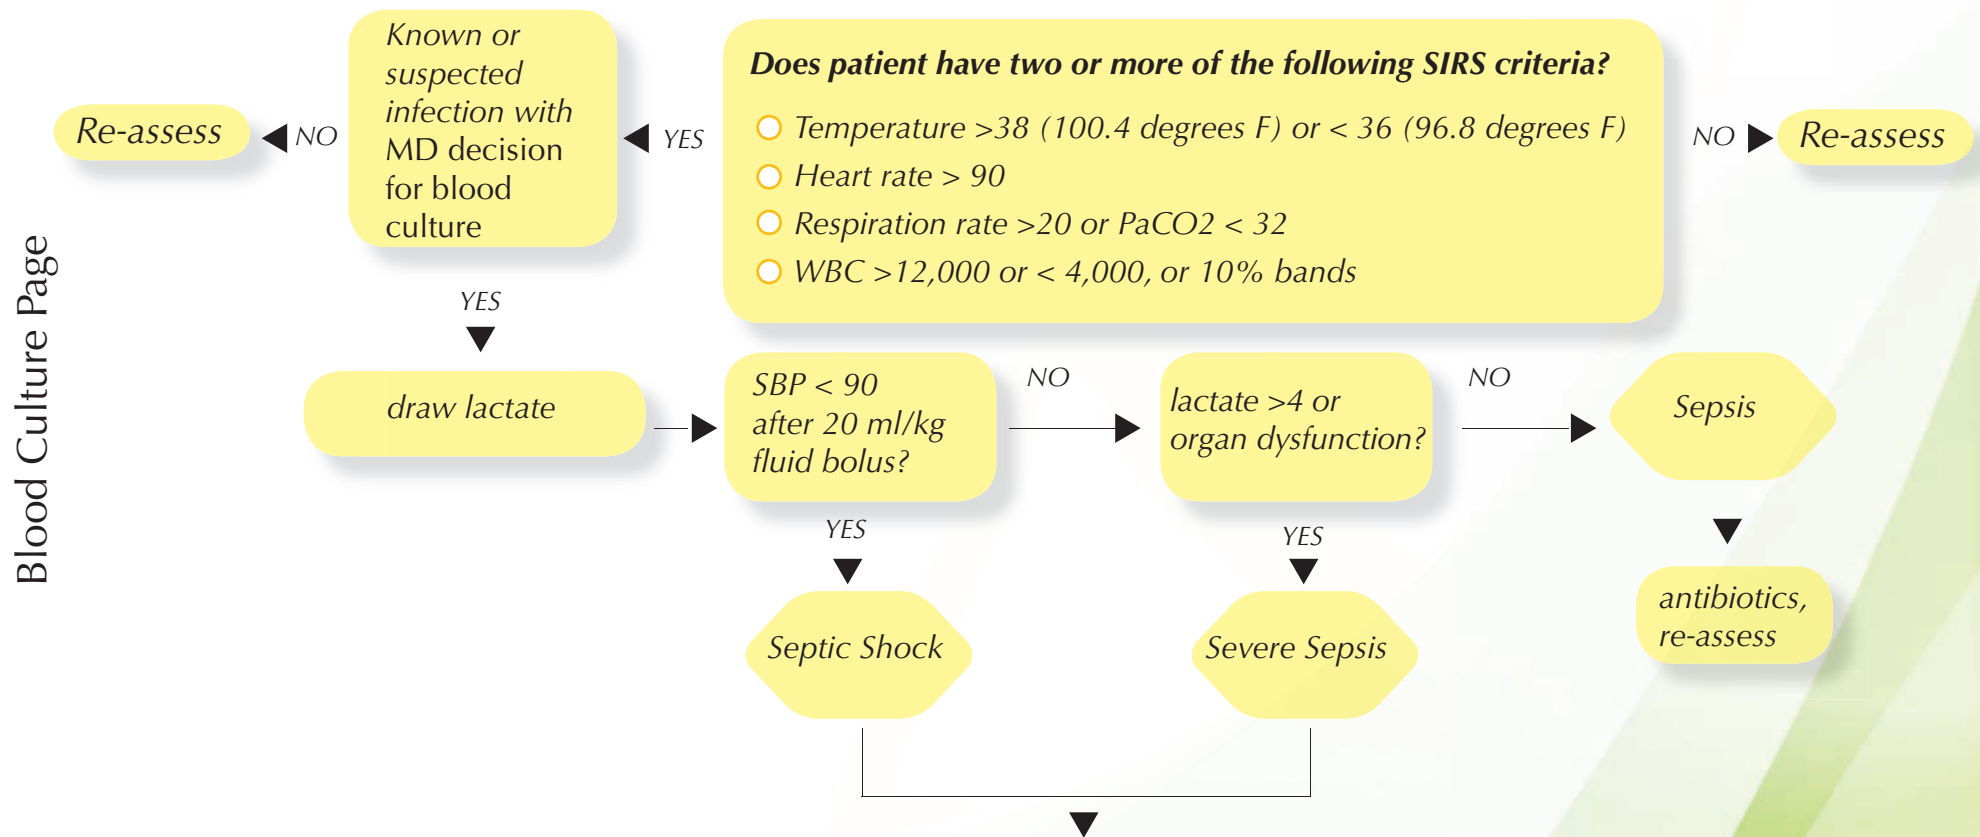 Blood Culture Page
Does patient have two or more of the following SIRS criteria?
Temperature >38 (100.4 degrees F) or < 36 (96.8 degrees F)
Heart rate > 90
Respiration rate >20 or PaCO2 < 32
WBC >12,000 or < 4,000, or 10% bands
NO
Re-assess
YES
Known or
suspected
infection with
MD decision
for blood
culture
NO
Re-assess
YES
draw lactate
SBP < 90
after 20 ml/kg
fluid bolus?
NO
lactate >4 or
organ dysfunction?
NO
Sepsis
YES
YES
Septic Shock
Severe Sepsis
antibiotics,
re-assess